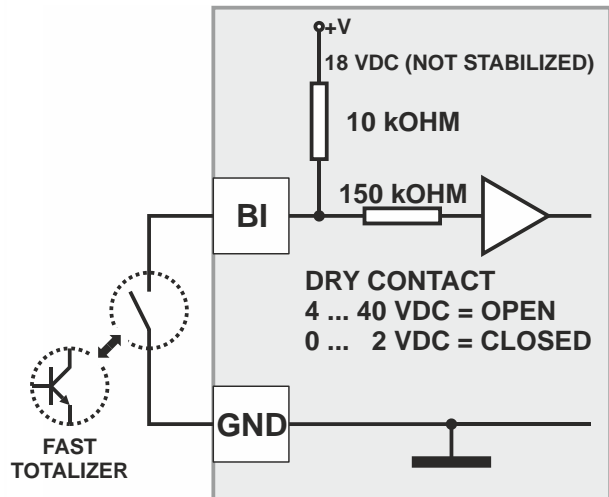 +V
18 VDC (NOT STABILIZED)
10 kOHM
150 kOHM
BI
DRY CONTACT
4 ... 40 VDC = OPEN
0 ... 2 VDC = CLOSED
GND
FAST
TOTALIZER